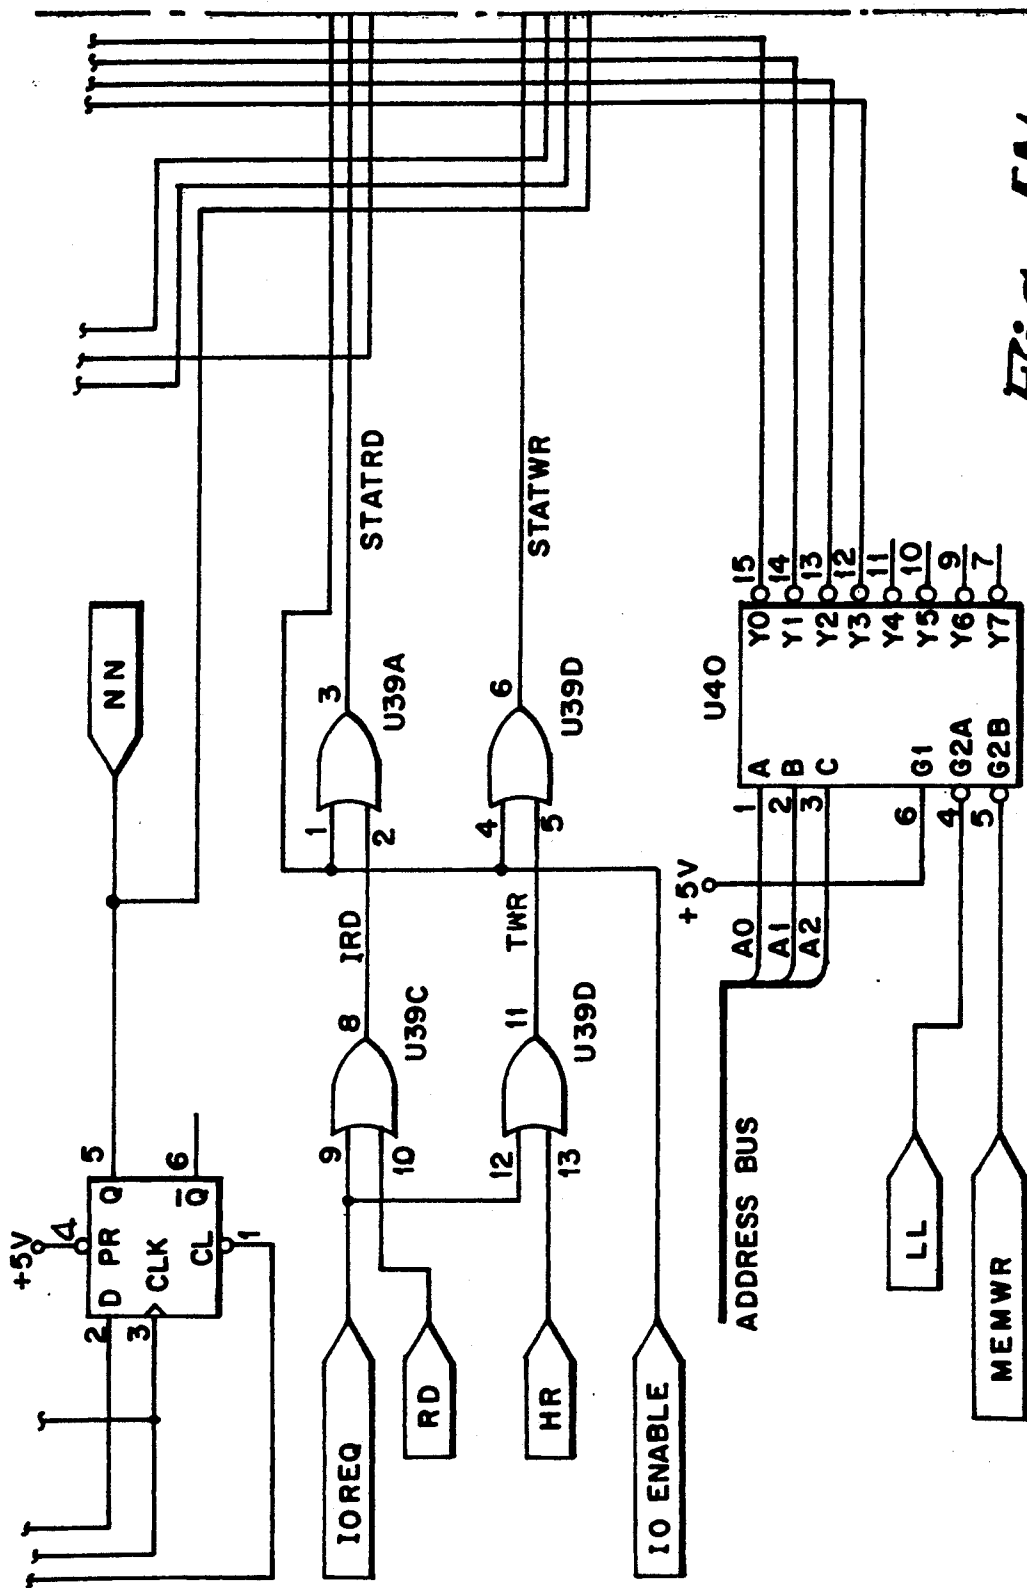 +5V
4
2 D PR Q 5
3 CLK Q 6
CL
1
NN
IOREQ
RD
HR
IO ENABLE
9
10
8
U39C
IRD
12
13
11
U39D
TWR
1
2
3
U39A
STATRD
4
5
6
U39D
STATWR
ADDRESS BUS
A0
A1
A2
+5V
LL
MEMWR
U40
1 A Y0 15
2 B Y1 14
3 C Y2 13
Y3 12
Y4 11
6 G1 Y5 10
4 G2A Y6 9
5 G2B Y7 7